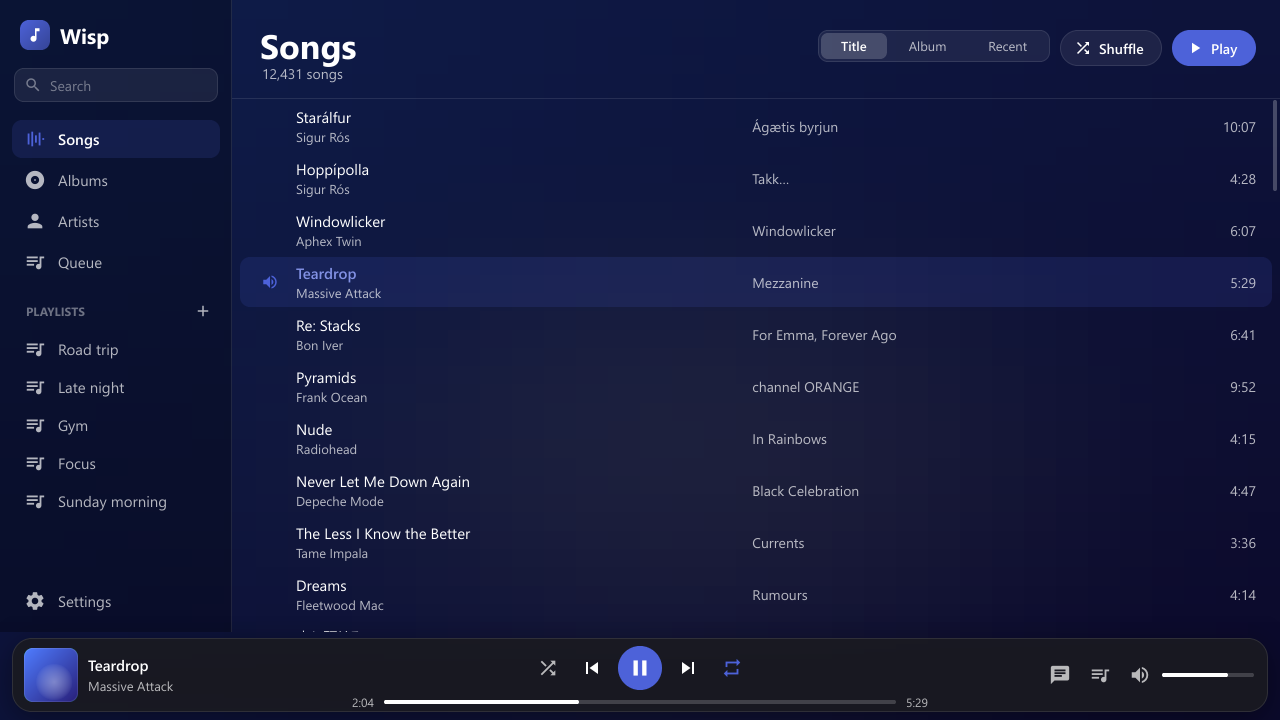 Wisp
Search
Songs
Albums
Artists
Queue
PLAYLISTS
Road trip
Late night
Gym
Focus
Sunday morning
Settings
Songs
12,431 songs
Title
Album
Recent
Shuffle
Play
Starálfur
Sigur Rós
Ágætis byrjun
10:07
Hoppípolla
Sigur Rós
Takk...
4:28
Windowlicker
Aphex Twin
Windowlicker
6:07
Teardrop
Massive Attack
Mezzanine
5:29
Re: Stacks
Bon Iver
For Emma, Forever Ago
6:41
Pyramids
Frank Ocean
channel ORANGE
9:52
Nude
Radiohead
In Rainbows
4:15
Never Let Me Down Again
Depeche Mode
Black Celebration
4:47
The Less I Know the Better
Tame Impala
Currents
3:36
Dreams
Fleetwood Mac
Rumours
4:14
Teardrop
Massive Attack
2:04
5:29